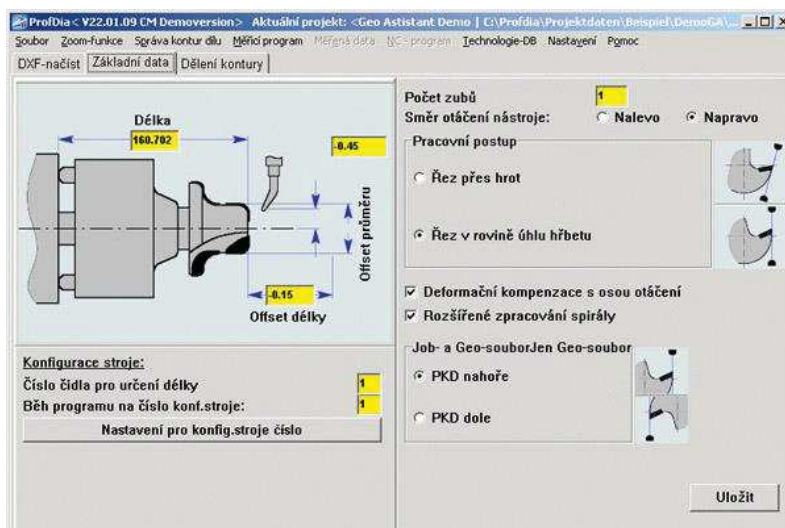 ProfDia < V22.01.09 CM Demoversion> Aktuální projekt: <Geo Astistant Demo | C:\Profdia\Projektdaten\Beispiel\DemoGA\...
Soubor Zoom-funkce Správa kontur dílu Měřicí program Měřená data NC - program Technologie-DB Nastavení Pomoc
DXF-načíst Základní data Dělení kontury
Délka
160.702
-0.45
Offset průměru
-0.15
Offset délky
Konfigurace stroje:
Číslo čidla pro určení délky 1
Běh programu na číslo konf.stroje: 1
Nastavení pro konfig.stroje číslo
Počet zubů 1
Směr otáčení nástroje: Nalevo Napravo
Pracovní postup
Řez přes hrot
Řez v rovině úhlu hřbetu
Deformační kompenzace s osou otáčení
Rozšířené zpracování spirály
Job- a Geo-souborJen Geo-soubor
PKD nahoře
PKD dole
Uložit